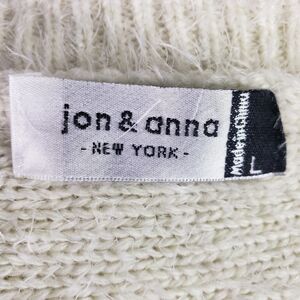 jon & anna
- NEW YORK -
Made in China
L